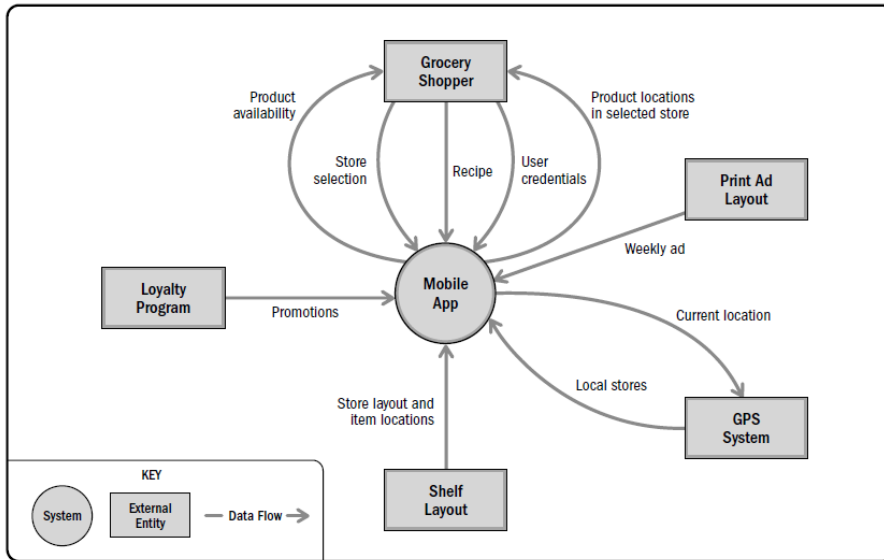 Grocery
Shopper
Product
availability
Product locations
in selected store
Store
selection
Recipe
User
credentials
Print Ad
Layout
Weekly ad
Mobile
App
Loyalty
Program
Promotions
Current location
Local stores
Store layout and
item locations
GPS
System
Shelf
Layout
KEY
System
External
Entity
Data Flow